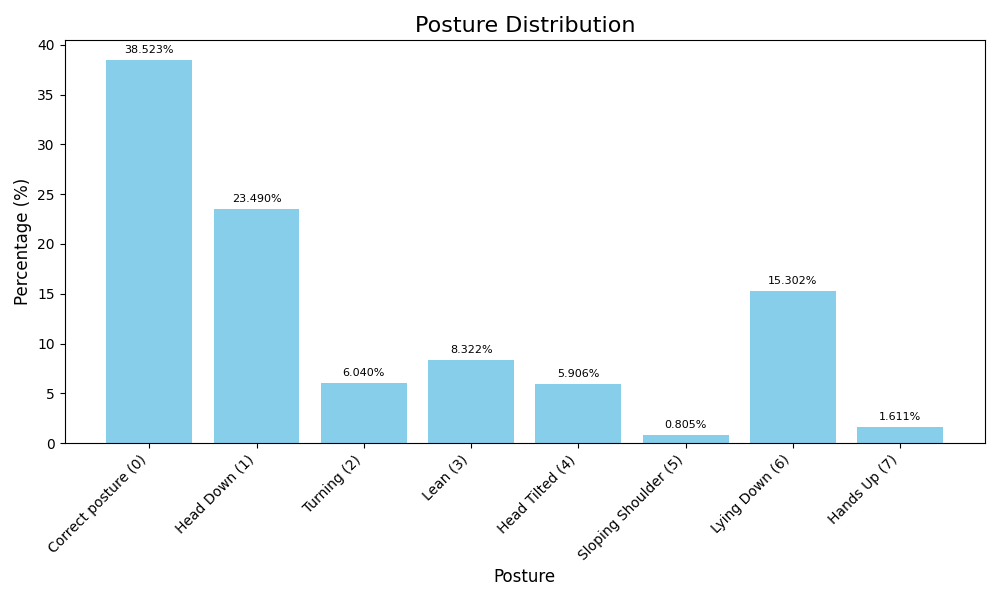 Posture Distribution
Percentage (%)
40
35
30
25
20
15
10
5
0
38.523%
23.490%
6.040%
8.322%
5.906%
0.805%
15.302%
1.611%
Correct posture (0)
Head Down (1)
Turning (2)
Lean (3)
Head Tilted (4)
Sloping Shoulder (5)
Lying Down (6)
Hands Up (7)
Posture